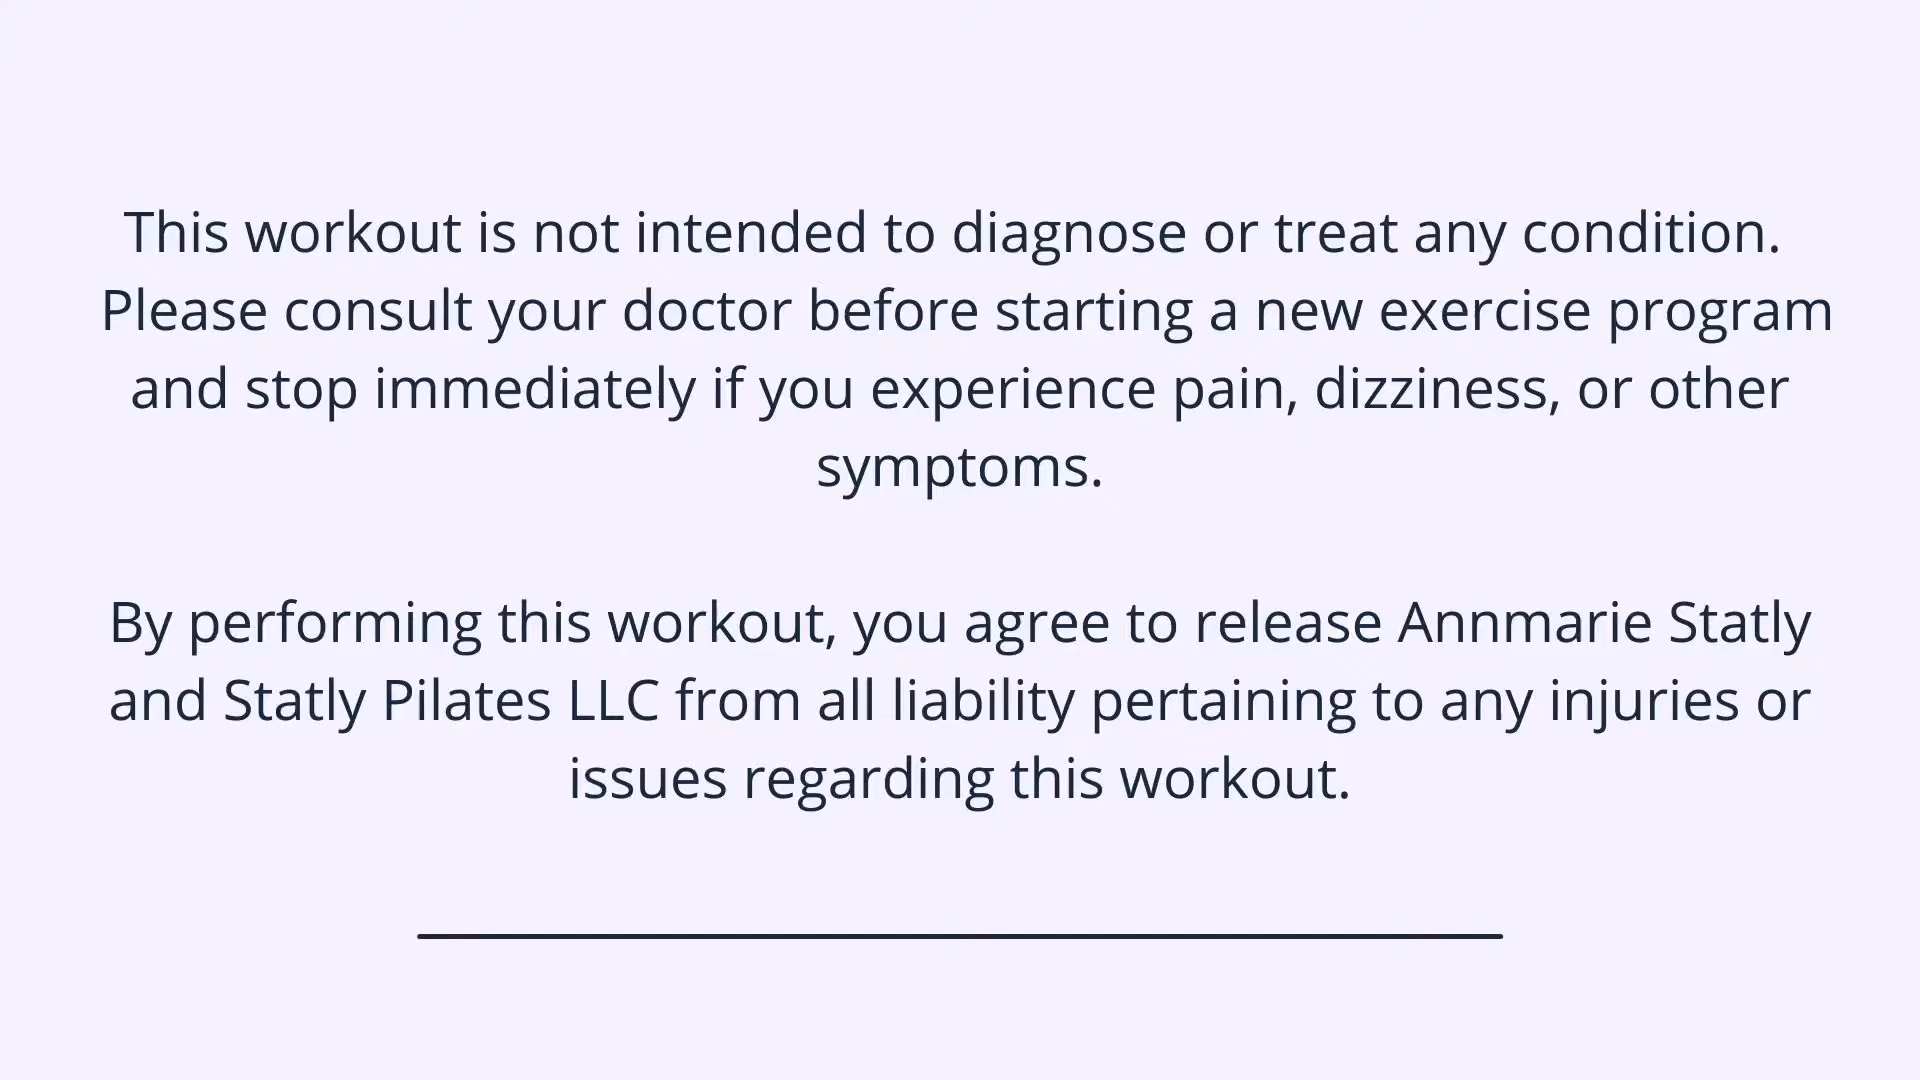 This workout is not intended to diagnose or treat any condition.
Please consult your doctor before starting a new exercise program
and stop immediately if you experience pain, dizziness, or other
symptoms.
By performing this workout, you agree to release Annmarie Statly
and Statly Pilates LLC from all liability pertaining to any injuries or
issues regarding this workout.